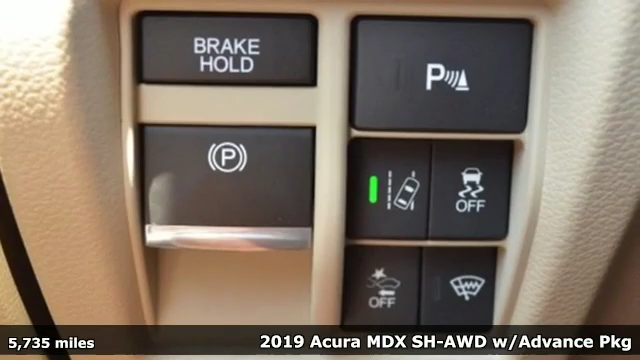 BRAKE
HOLD
P
P
OFF
OFF
5,735 miles
2019 Acura MDX SH-AWD w/Advance Pkg